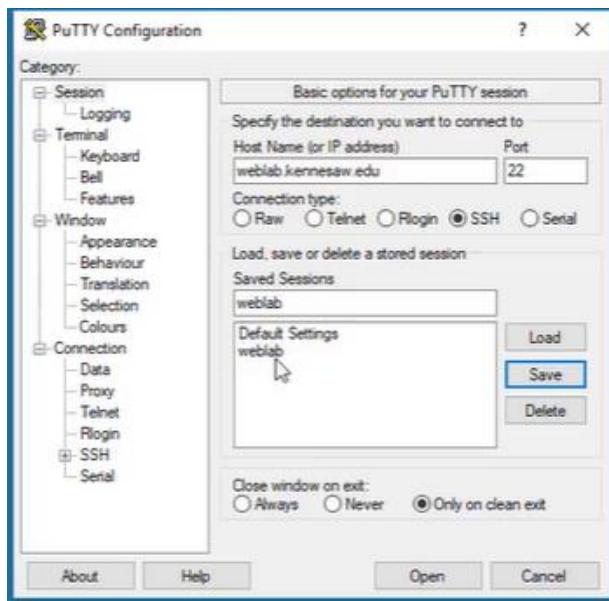 PuTTY Configuration
?
Category:
Session
Logging
Terminal
Keyboard
Bell
Features
Window
Appearance
Behaviour
Translation
Selection
Colours
Connection
Data
Proxy
Telnet
Rlogin
SSH
Serial
Basic options for your PuTTY session
Specify the destination you want to connect to
Host Name (or IP address) Port
weblab.kennesaw.edu 22
Connection type:
Raw Telnet Rlogin SSH Serial
Load, save or delete a stored session
Saved Sessions
weblab
Default Settings
weblab
Load
Save
Delete
Close window on exit:
Always Never Only on clean exit
About Help Open Cancel